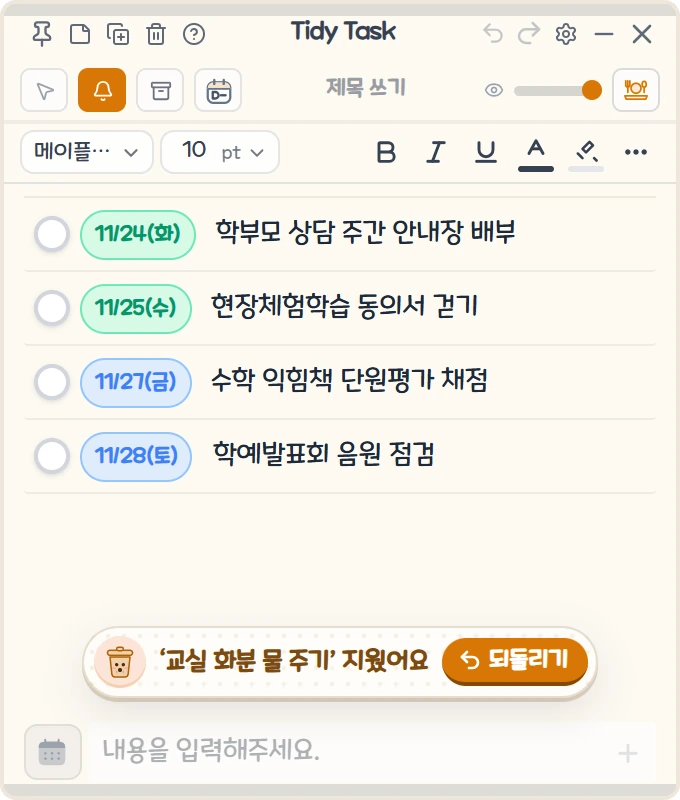 Tidy Task
D-
제목 쓰기
메이플…
10 pt
B I U A
11/24(화) 학부모 상담 주간 안내장 배부
11/25(수) 현장체험학습 동의서 걷기
11/27(금) 수학 익힘책 단원평가 채점
11/28(토) 학예발표회 음원 점검
‘교실 화분 물 주기’ 지웠어요 되돌리기
내용을 입력해주세요.